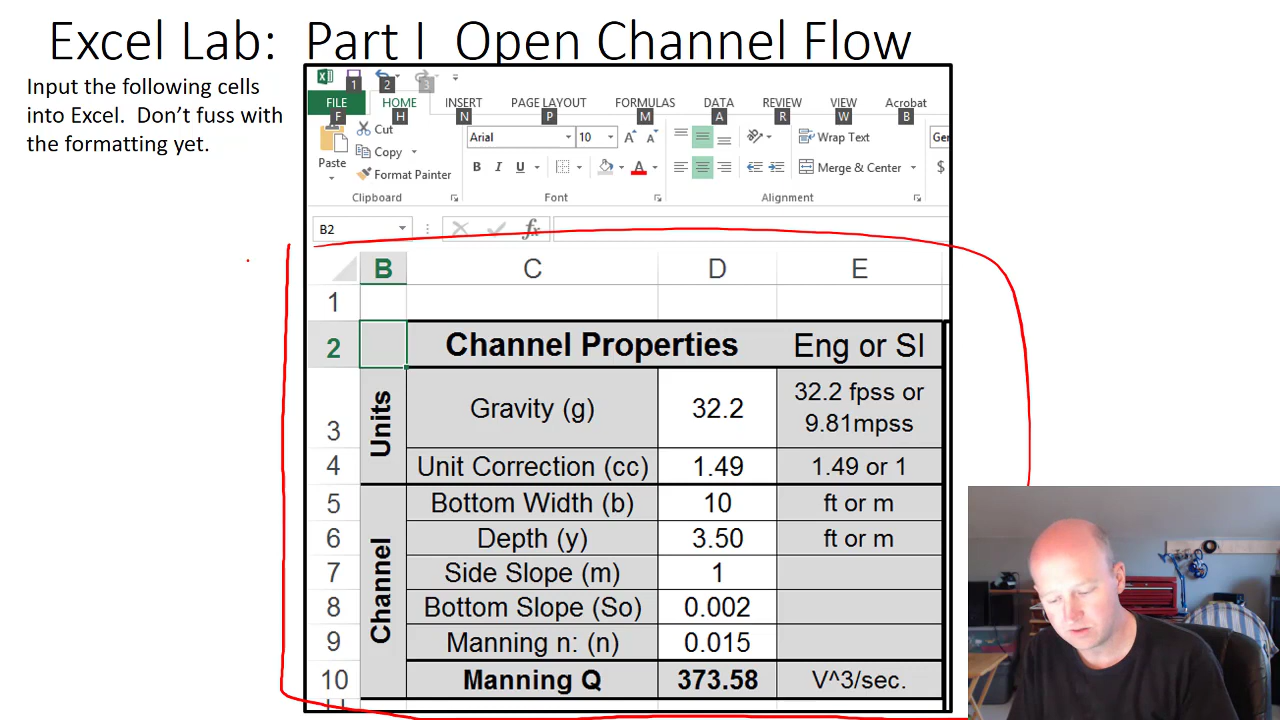 Excel Lab: Part I Open Channel Flow
Input the following cells
into Excel. Don’t fuss with
the formatting yet.
1 2 3
FILE HOME INSERT PAGE LAYOUT FORMULAS DATA REVIEW VIEW Acrobat
F H N P M A R W B
Cut
Copy
Format Painter
Paste
Arial 10 A A Wrap Text Ger
B I U A Merge & Center $
Clipboard Font Alignment
B2 fx
B C D E
1
2 Channel Properties Eng or SI
3 Units Gravity (g) 32.2 32.2 fpss or
9.81mpss
4 Unit Correction (cc) 1.49 1.49 or 1
5 Channel Bottom Width (b) 10 ft or m
6 Depth (y) 3.50 ft or m
7 Side Slope (m) 1
8 Bottom Slope (So) 0.002
9 Manning n: (n) 0.015
10 Manning Q 373.58 V^3/sec.